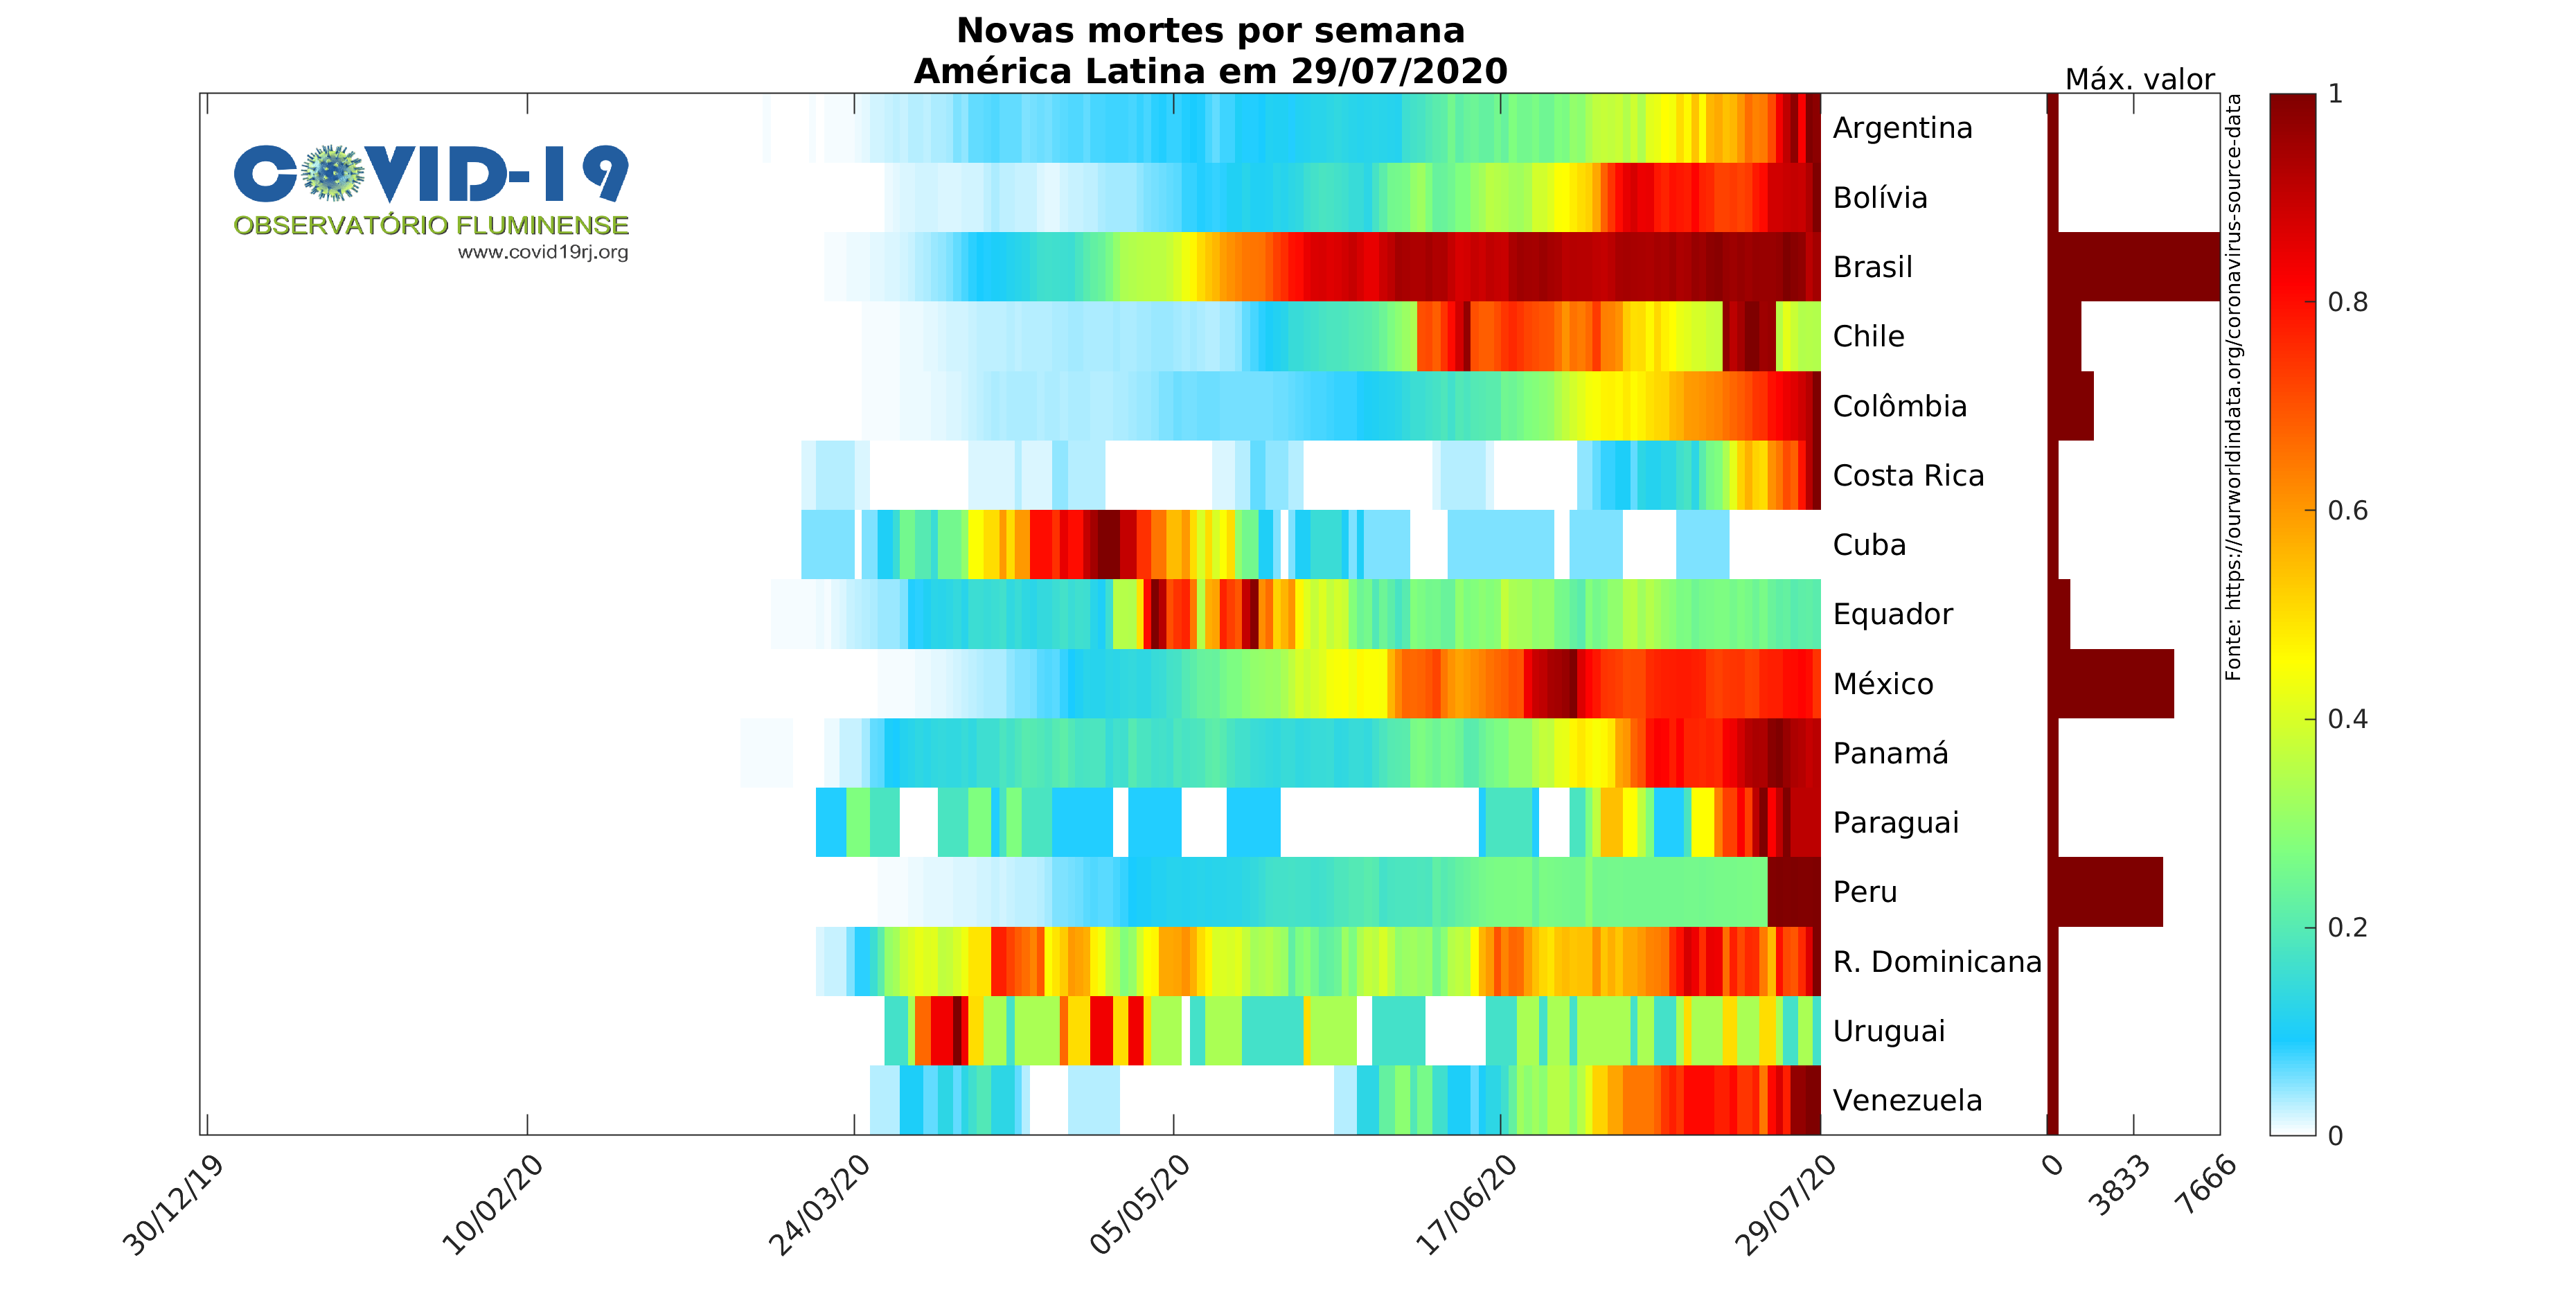 Novas mortes por semana
América Latina em 29/07/2020
Máx. valor
COVID-19
OBSERVATÓRIO FLUMINENSE
www.covid19rj.org
Argentina
Bolívia
Brasil
Chile
Colômbia
Costa Rica
Cuba
Equador
México
Panamá
Paraguai
Peru
R. Dominicana
Uruguai
Venezuela
30/12/19
10/02/20
24/03/20
05/05/20
17/06/20
29/07/20
0
3833
7666
Fonte: https://ourworldindata.org/coronavirus-source-data
1
0.8
0.6
0.4
0.2
0